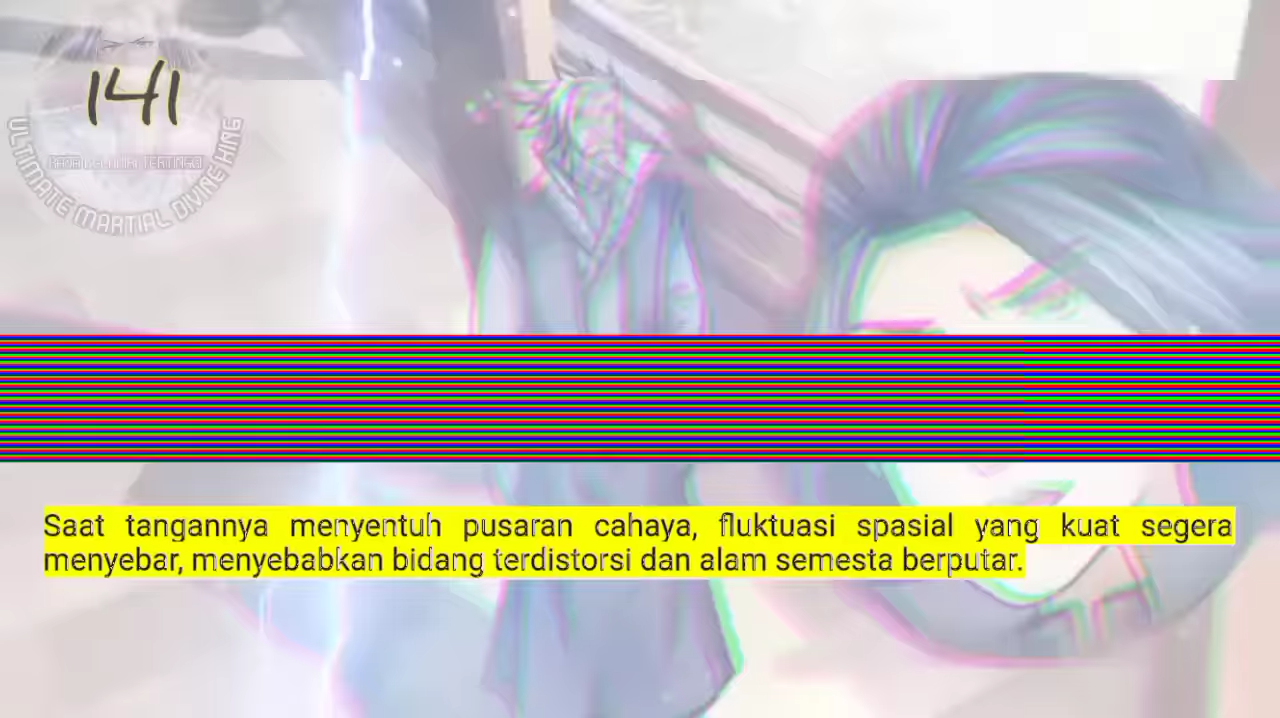 141
ULTIMATE MARTIAL DIVINE KING
Saat tangannya menyentuh pusaran cahaya, fluktuasi spasial yang kuat segera
menyebar, menyebabkan bidang terdistorsi dan alam semesta berputar.